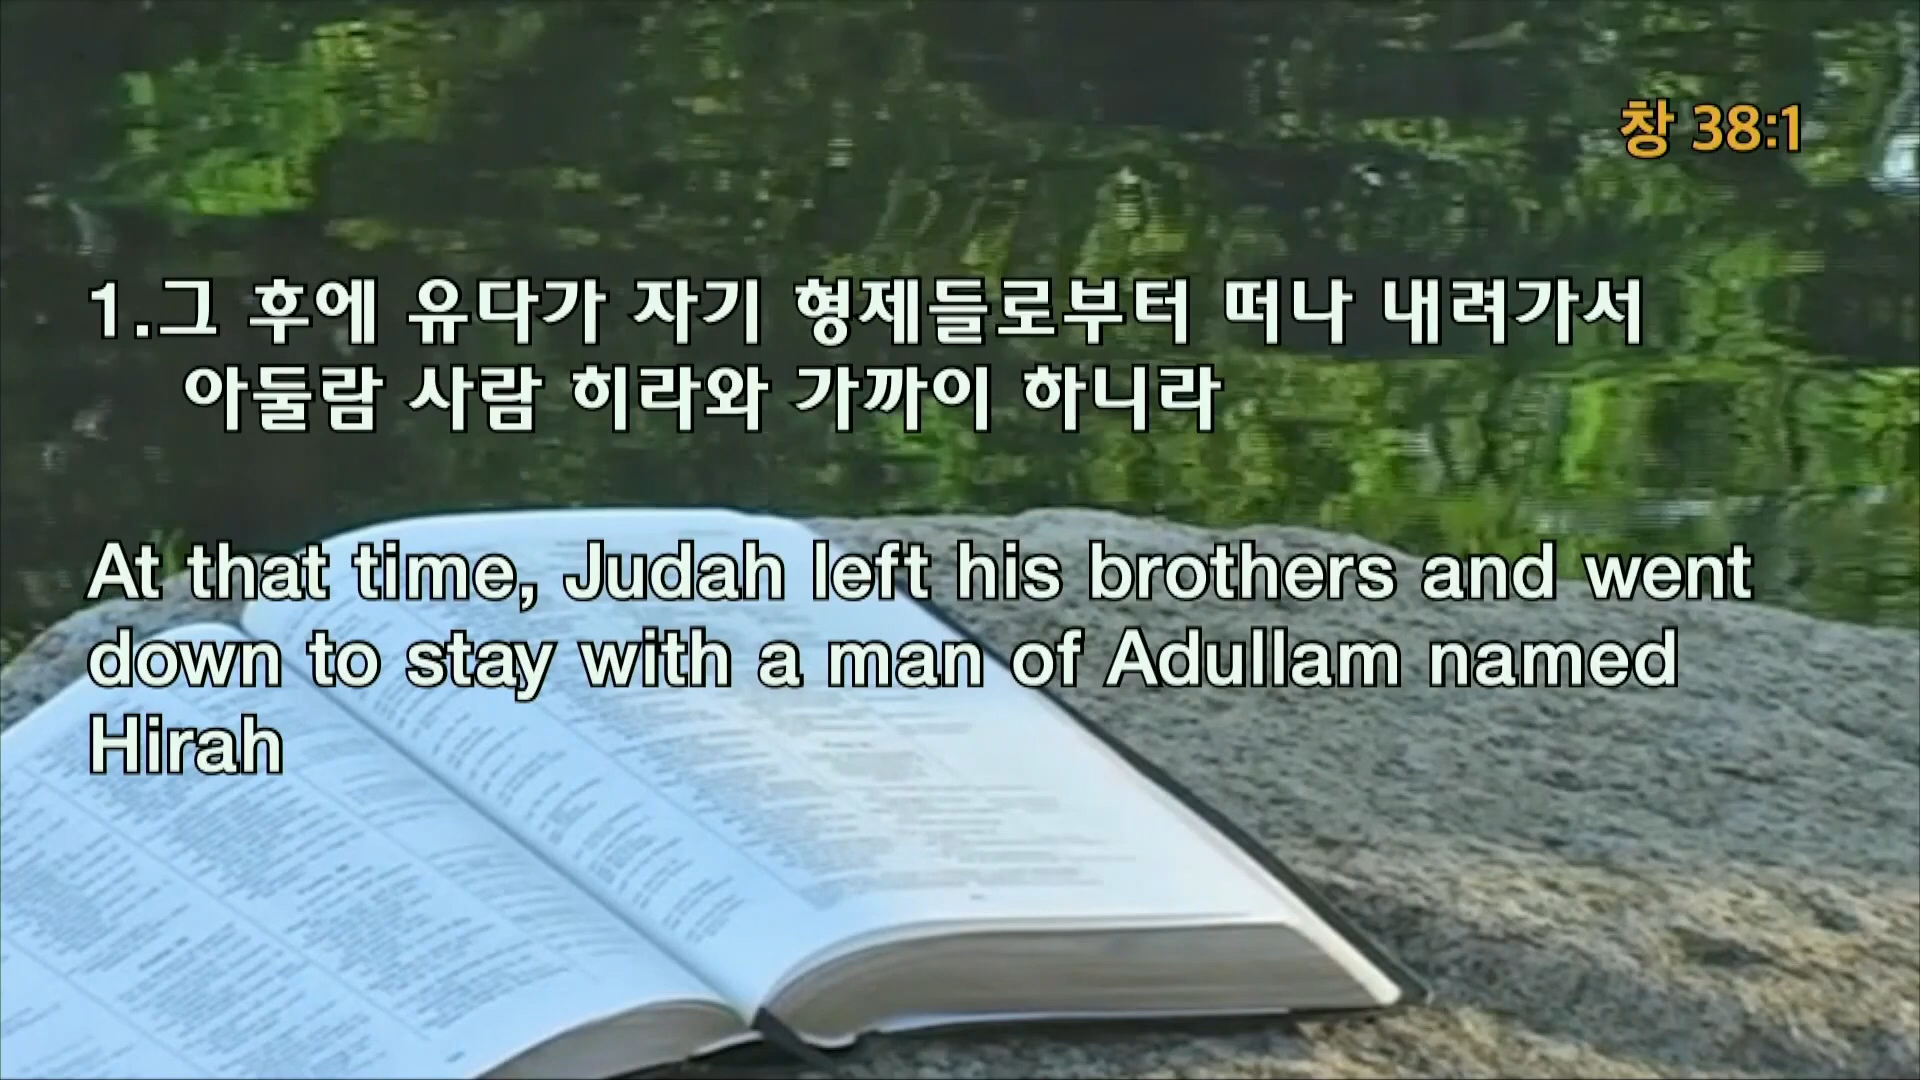 창 38:1
1.그 후에 유다가 자기 형제들로부터 떠나 내려가서
아둘람 사람 히라와 가까이 하니라
At that time, Judah left his brothers and went
down to stay with a man of Adullam named
Hirah